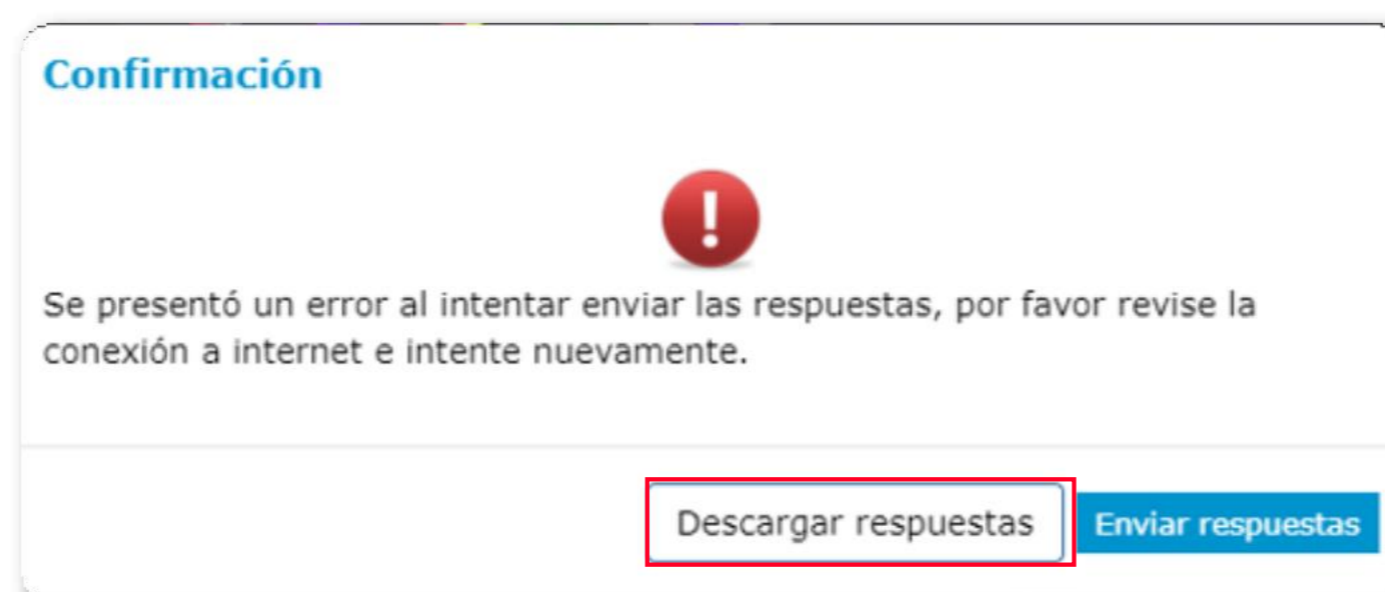 Confirmación
!
Se presentó un error al intentar enviar las respuestas, por favor revise la
conexión a internet e intente nuevamente.
Descargar respuestas
Enviar respuestas